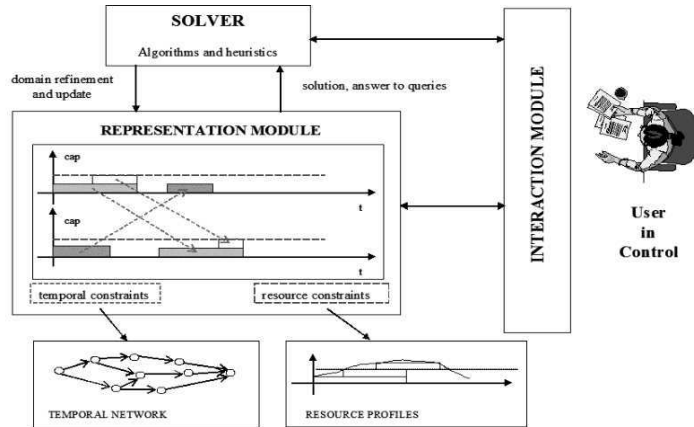 SOLVER
Algorithms and heuristics
domain refinement
and update
solution, answer to queries
REPRESENTATION MODULE
cap
t
cap
t
temporal constraints
resource constraints
TEMPORAL NETWORK
RESOURCE PROFILES
INTERACTION MODULE
User
in
Control